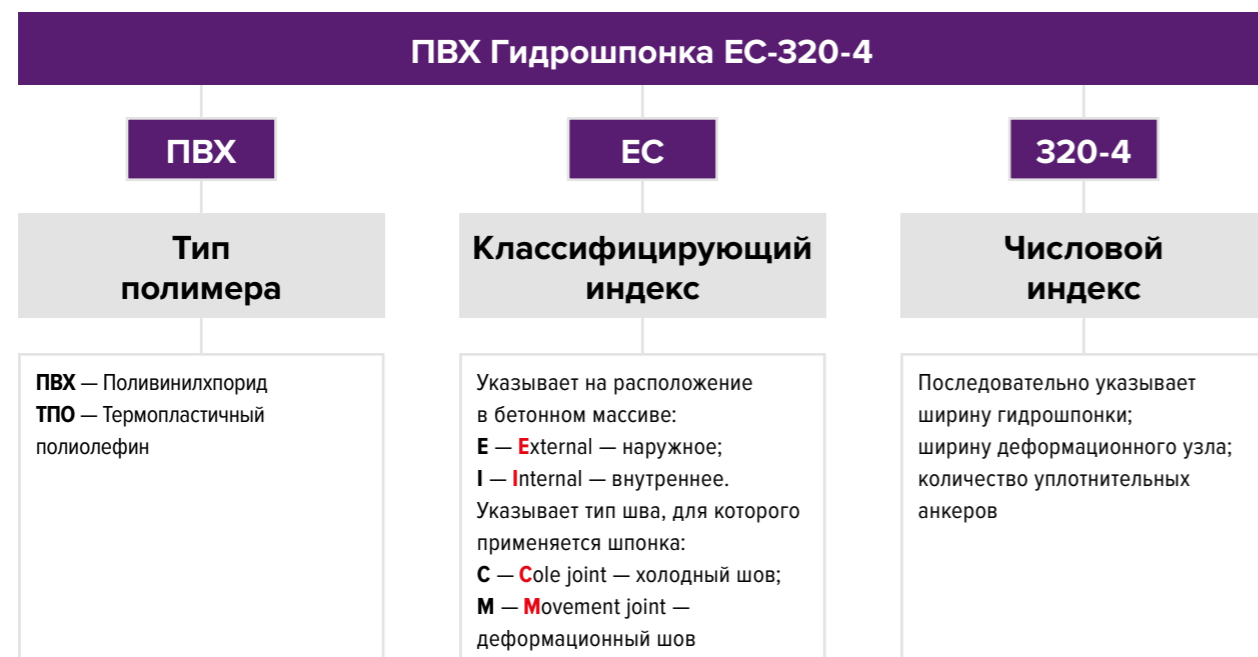 ПВХ Гидрошпонка ЕС-320-4
ПВХ
Тип
полимера
ПВХ — Поливинилхпорид
ТПО — Термопластичный
полиолефин
ЕС
Классифицирующий
индекс
Указывает на расположение
в бетонном массиве:
E — External — наружное;
I — Internal — внутреннее.
Указывает тип шва, для которого
применяется шпонка:
C — Cole joint — холодный шов;
M — Movement joint —
деформационный шов
320-4
Числовой
индекс
Последовательно указывает
ширину гидрошпонки;
ширину деформационного узла;
количество уплотнительных
анкеров